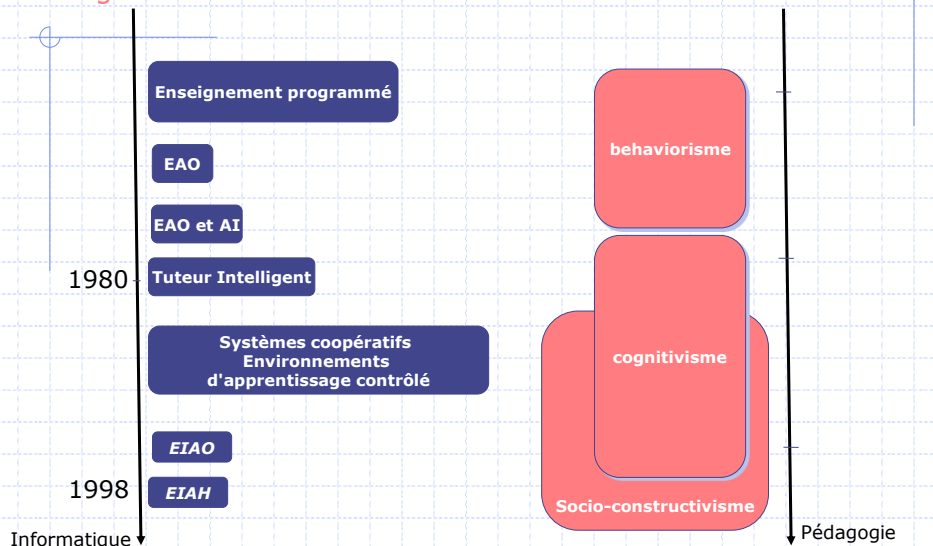 Enseignement programmé
EAO
EAO et AI
1980
Tuteur Intelligent
Systèmes coopératifs
Environnements
d'apprentissage contrôlé
EIAO
1998
EIAH
Informatique
behaviorisme
cognitivisme
Socio-constructivisme
Pédagogie